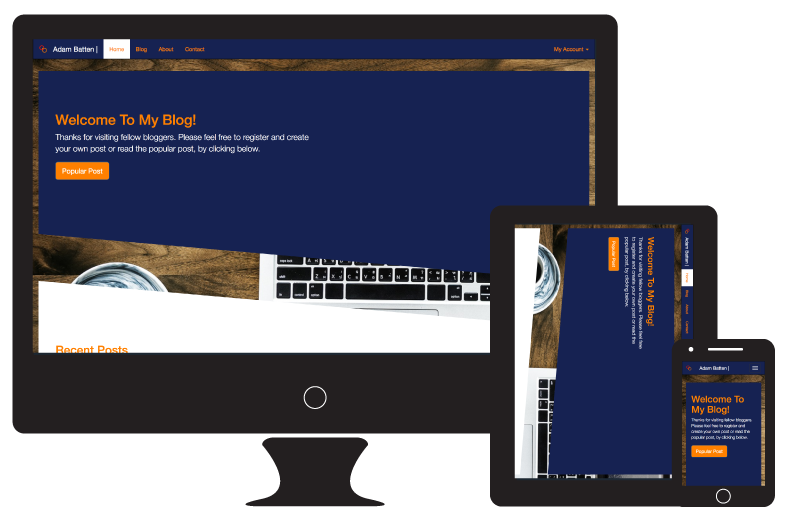 Adam Batten | Home Blog About Contact My Account
Welcome To My Blog!
Thanks for visiting fellow bloggers. Please feel free to register and create
your own post or read the popular post, by clicking below.
Popular Post
Recent Posts
Adam Batten | Home Blog About Contact
Welcome To My Blog!
Thanks for visiting fellow bloggers. Please feel free
to register and create your own post or read the
popular post, by clicking below.
Popular Post
Adam Batten |
Welcome To
My Blog!
Thanks for visiting fellow bloggers.
Please feel free to register and
create your own post or read the
popular post, by clicking below.
Popular Post